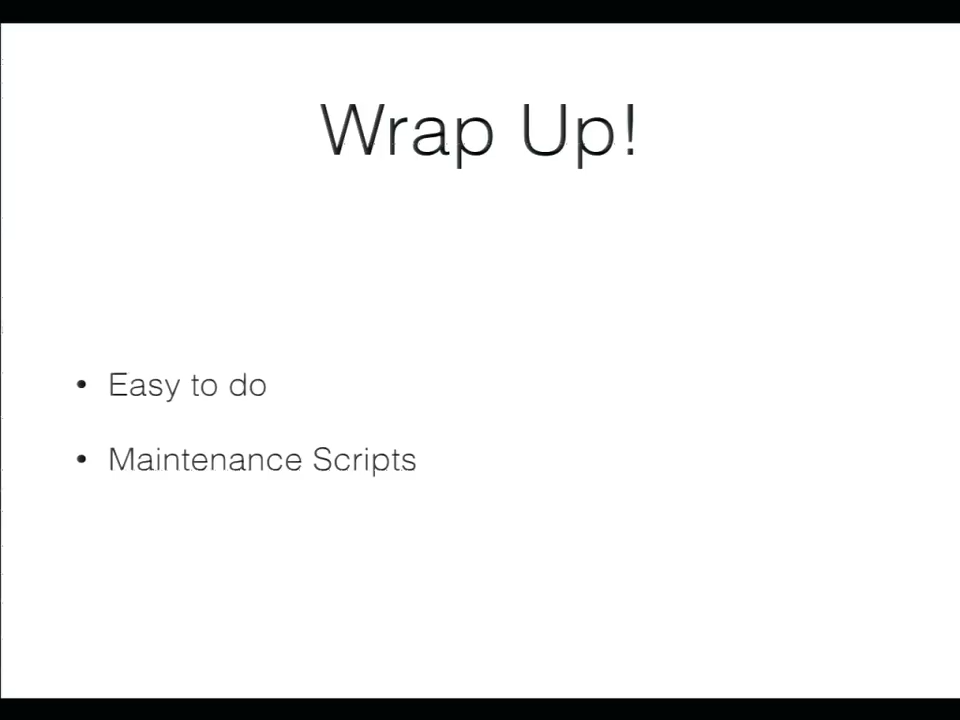 Wrap Up!
• Easy to do
• Maintenance Scripts